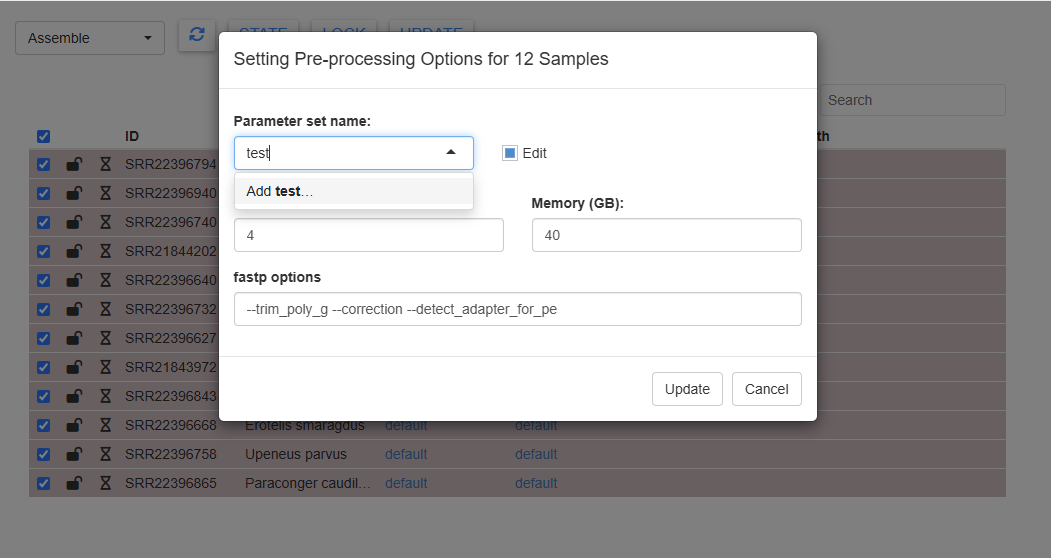 Assemble
STATE
LOCK
UPDATE
Setting Pre-processing Options for 12 Samples
Search
Parameter set name:
test
Edit
Add test...
ID
th
Memory (GB):
4
40
fastp options
--trim_poly_g --correction --detect_adapter_for_pe
Update
Cancel
SRR22396794
SRR22396940
SRR22396740
SRR21844202
SRR22396640
SRR22396732
SRR22396627
SRR21843972
SRR22396843
SRR22396668 Erotelis smaragdus default default
SRR22396758 Upeneus parvus default default
SRR22396865 Paraconger caudil... default default